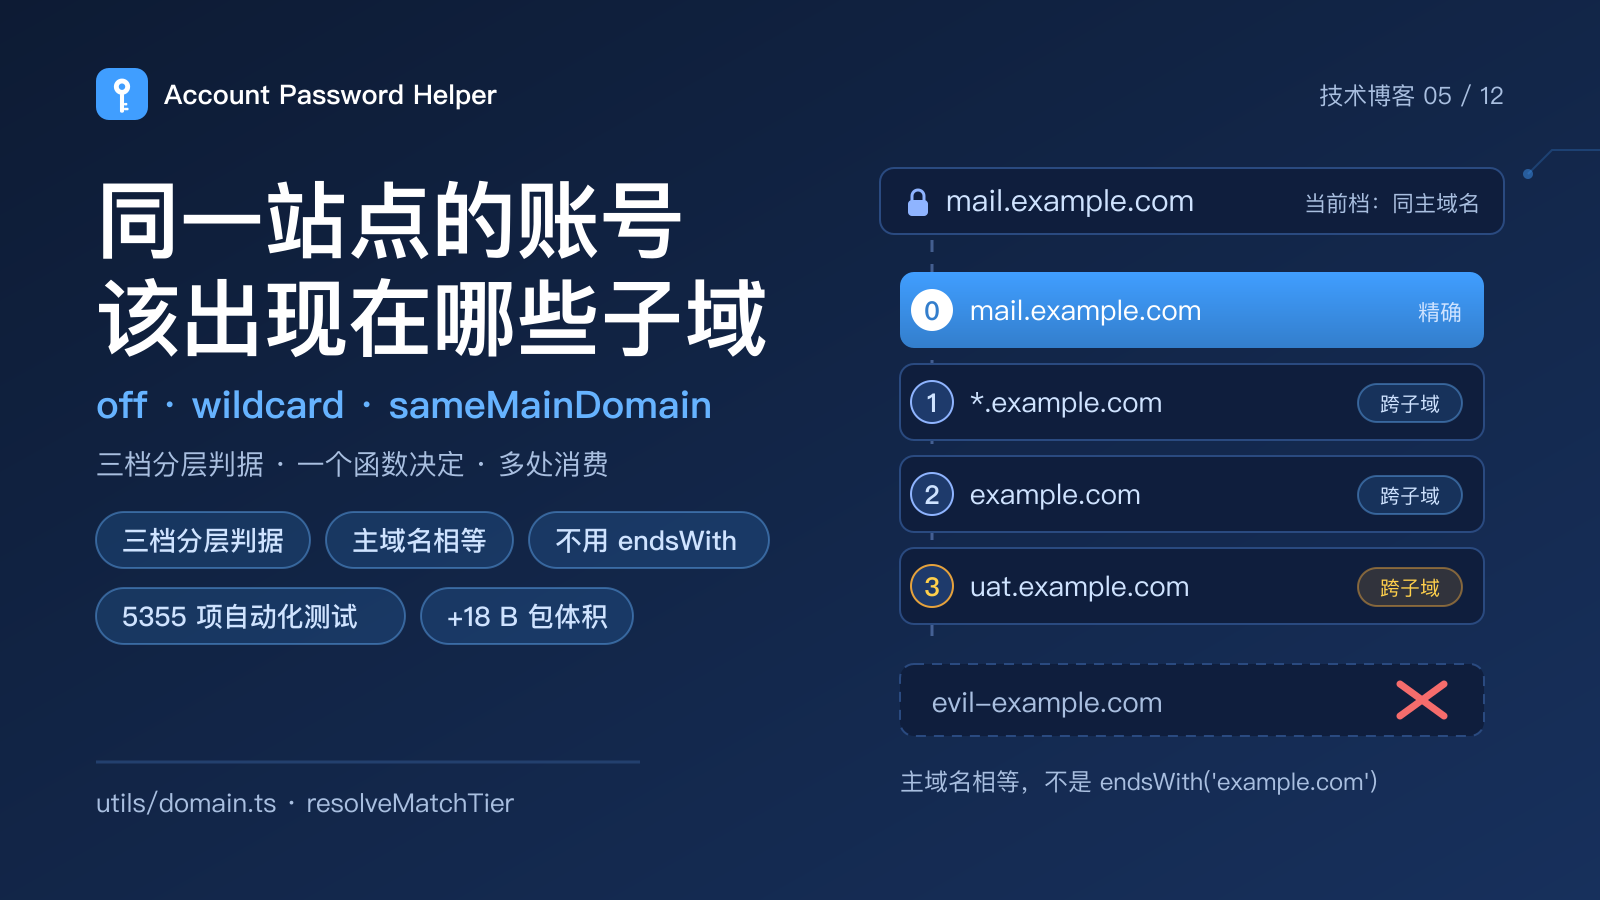 Account Password Helper
技术博客 05 / 12
同一站点的账号
该出现在哪些子域
off · wildcard · sameMainDomain
三档分层判据 · 一个函数决定 · 多处消费
三档分层判据
主域名相等
不用 endsWith
5355 项自动化测试
+18 B 包体积
utils/domain.ts · resolveMatchTier
mail.example.com
当前档：同主域名
0 mail.example.com 精确
1 *.example.com 跨子域
2 example.com 跨子域
3 uat.example.com 跨子域
evil-example.com
主域名相等，不是 endsWith('example.com')